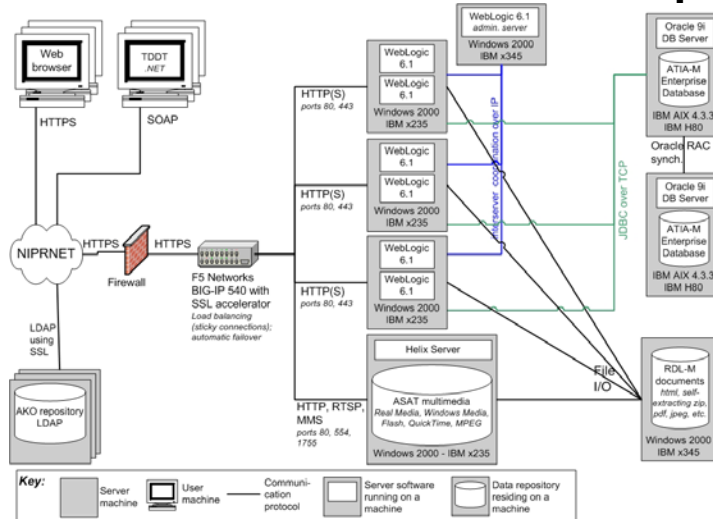 Web
browser
TDDT
.NET
HTTPS
SOAP
NIPRNET
HTTPS
Firewall
HTTPS
F5 Networks
BIG-IP 540 with
SSL accelerator
Load balancing
(sticky connections);
automatic failover
LDAP
using
SSL
AKO repository
LDAP
HTTP(S)
ports 80, 443
HTTP(S)
ports 80, 443
HTTP(S)
ports 80, 443
HTTP, RTSP,
MMS
ports 80, 554,
1755
WebLogic
6.1
WebLogic
6.1
Windows 2000
IBM x235
WebLogic
6.1
WebLogic
6.1
Windows 2000
IBM x235
WebLogic
6.1
WebLogic
6.1
Windows 2000
IBM x235
Helix Server
ASAT multimedia
Real Media, Windows Media,
Flash, QuickTime, MPEG
Windows 2000 - IBM x235
WebLogic 6.1
admin. server
Windows 2000
IBM x345
Interserver coordination over IP
JDBC over TCP
Oracle 9i
DB Server
ATIA-M
Enterprise
Database
IBM AIX 4.3.3
IBM H80
Oracle RAC
synch.
Oracle 9i
DB Server
ATIA-M
Enterprise
Database
IBM AIX 4.3.3
IBM H80
File
I/O
RDL-M
documents
html, self-
extracting zip,
pdf, jpeg, etc.
Windows 2000
IBM x345
Key:
Server
machine
User
machine
Communi-
cation
protocol
Server software
running on a
machine
Data repository
residing on a
machine